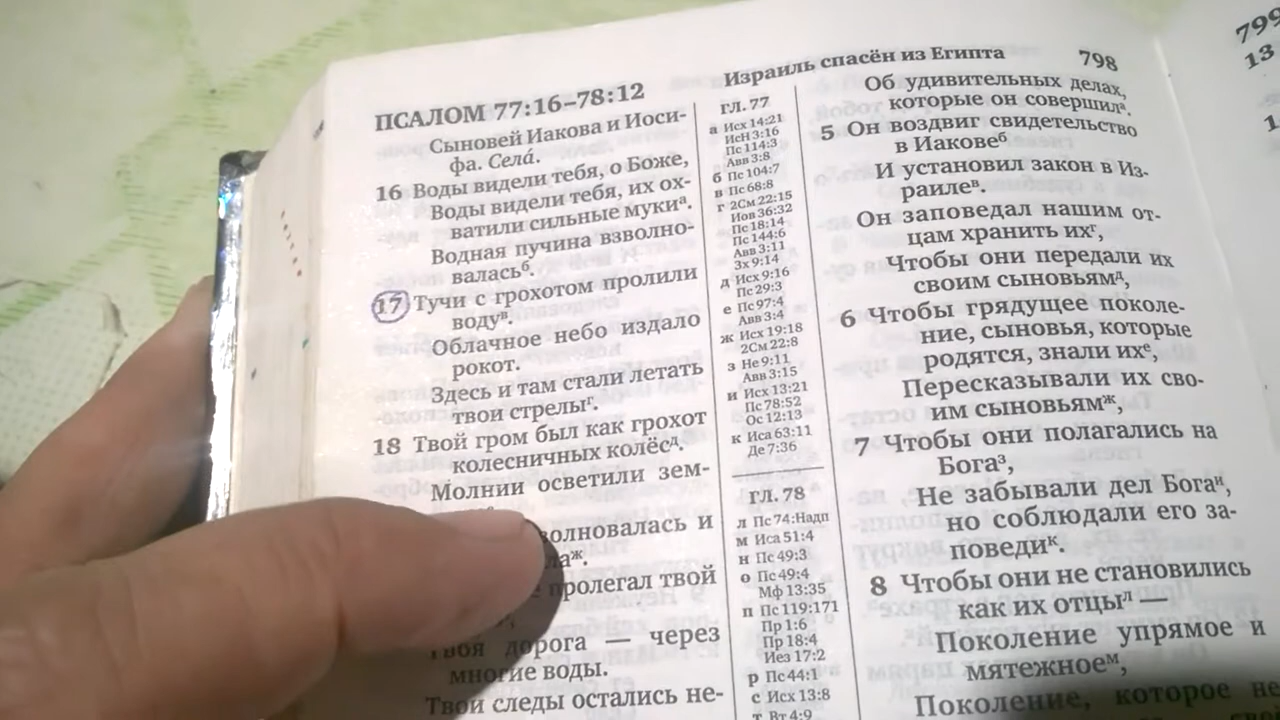 ПСАЛОМ 77:16–78:12
Израиль спасён из Египта
798
Сыновей Иакова и Иоси-
фа. Села́.
16 Воды видели тебя, о Боже,
Воды видели тебя, их ох-
ватили сильные мукиᵃ.
Водная пучина взволно-
валасьᵇ.
17 Тучи с грохотом пролили
водуᵛ.
Облачное небо издало
рокот.
Здесь и там стали летать
твои стрелыᴦ.
18 Твой гром был как грохот
колесничных колёсᵈ.
Молнии осветили зем-
волновалась и
лаж.
пролегал твой
Твоя дорога — через
многие воды.
Твои следы остались не-
гл. 77
а Исх 14:21
ИсН 3:16
Пс 114:3
Авв 3:8
б Пс 104:7
в Пс 68:8
г 2См 22:15
Иов 36:32
Пс 18:14
Пс 144:6
Авв 3:11
Зх 9:14
д Исх 9:16
Пс 29:3
е Пс 97:4
Авв 3:4
ж Исх 19:18
2См 22:8
з Не 9:11
Авв 3:15
и Исх 13:21
Пс 78:52
Ос 12:13
к Иса 63:11
Де 7:36
гл. 78
л Пс 74:Надп
м Иса 51:4
н Пс 49:3
о Пс 49:4
Мф 13:35
п Пс 119:171
Пр 1:6
Пр 18:4
Иез 17:2
р Пс 44:1
с Исх 13:8
т Вт 4:9
Об удивительных делах,
которые он совершилᵃ.
5 Он воздвиг свидетельство
в Иаковеб
И установил закон в Из-
раилев.
Он заповедал нашим от-
цам хранить ихг,
Чтобы они передали их
своим сыновьямд,
6 Чтобы грядущее поколе-
ние, сыновья, которые
родятся, знали ихе,
Пересказывали их сво-
им сыновьямж,
7 Чтобы они полагались на
Богаз,
Не забывали дел Богаи,
но соблюдали его за-
поведик.
8 Чтобы они не становились
как их отцыл —
Поколение упрямое и
мятежноем,
Поколение, которое не
799
13